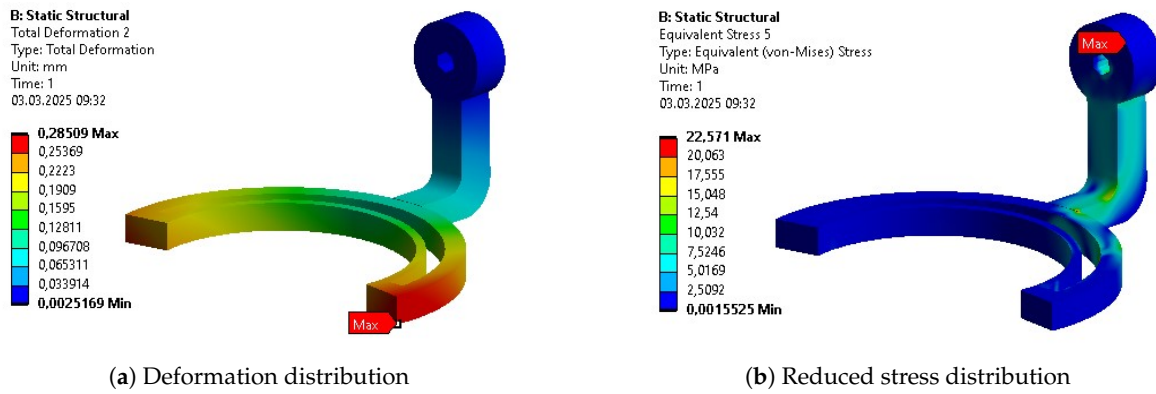 B: Static Structural
Total Deformation 2
Type: Total Deformation
Unit: mm
Time: 1
03.03.2025 09:32
0,28509 Max
0,25369
0,2223
0,1909
0,1595
0,12811
0,096708
0,065311
0,033914
0,0025169 Min
Max
(a) Deformation distribution
B: Static Structural
Equivalent Stress 5
Type: Equivalent (von-Mises) Stress
Unit: MPa
Time: 1
03.03.2025 09:32
22,571 Max
20,063
17,555
15,048
12,54
10,032
7,5246
5,0169
2,5092
0,0015525 Min
Max
(b) Reduced stress distribution